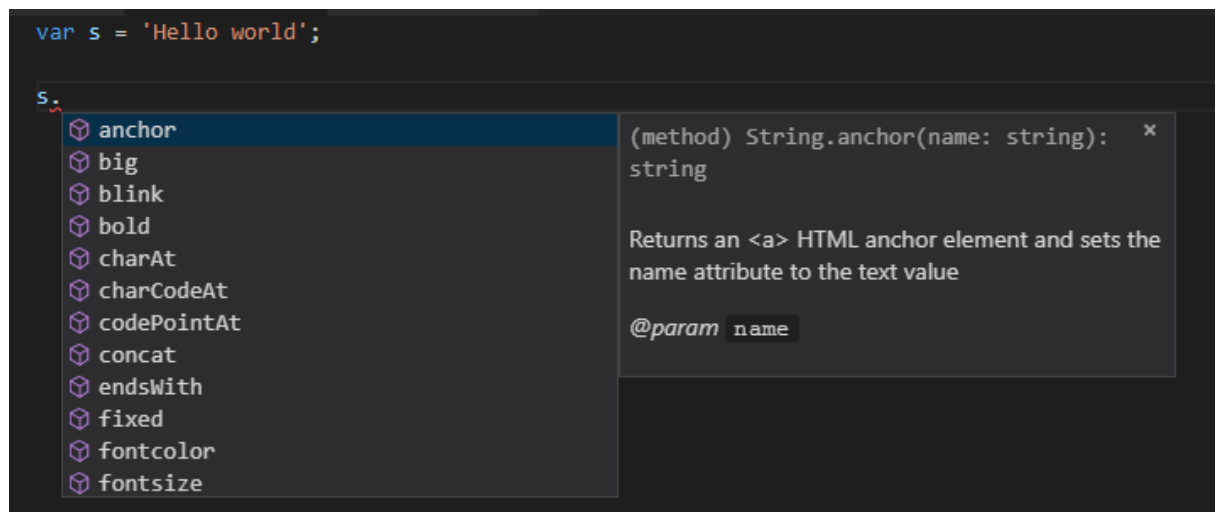 var s = 'Hello world';
s.
anchor
big
blink
bold
charAt
charCodeAt
codePointAt
concat
endsWith
fixed
fontcolor
fontsize
(method) String.anchor(name: string):
string
Returns an <a> HTML anchor element and sets the
name attribute to the text value
@param name